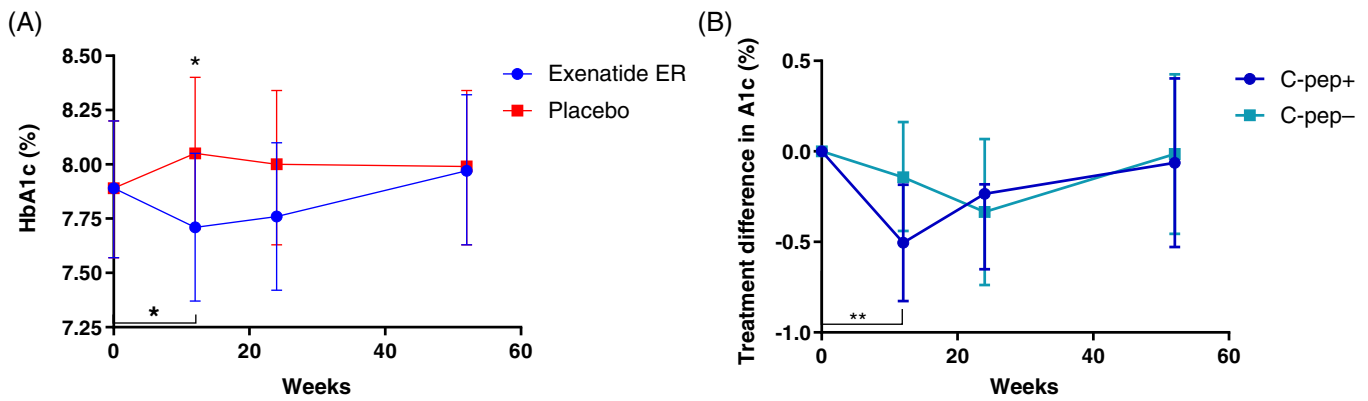 (A)
HbA1c (%)
8.50
8.25
8.00
7.75
7.50
7.25
*
*
0
20
40
60
Weeks
Exenatide ER
Placebo
(B)
Treatment difference in A1c (%)
0.5
0.0
-0.5
-1.0
**
0
20
40
60
Weeks
C-pep+
C-pep–